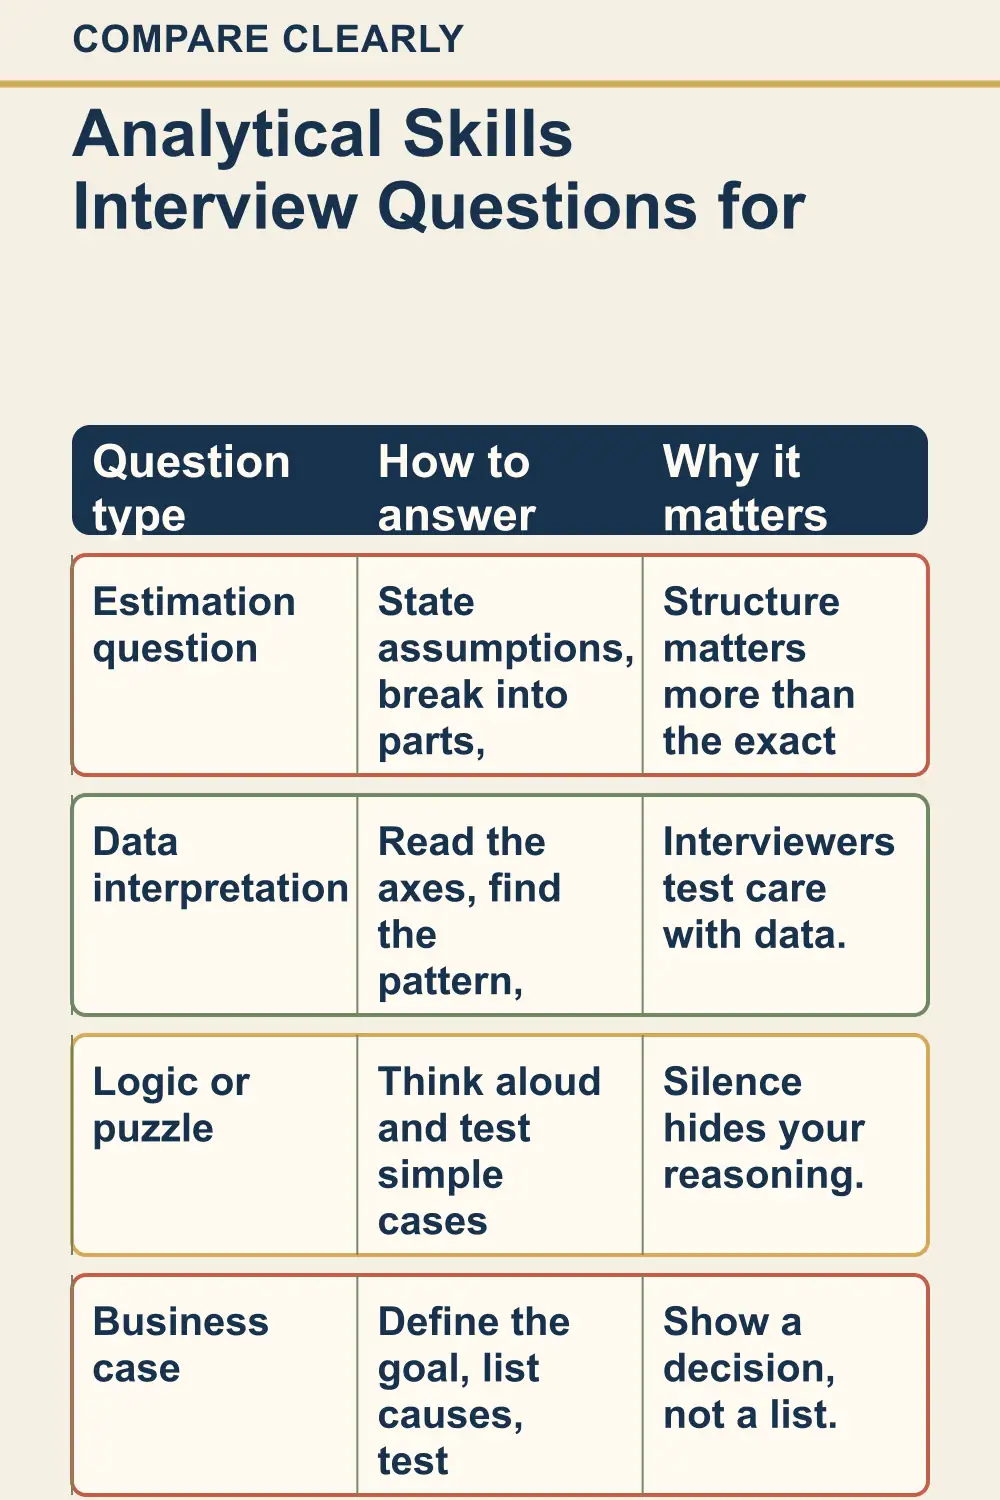 COMPARE CLEARLY
Analytical Skills
Interview Questions for
Question
type
How to
answer
Why it
matters
Estimation
question
State
assumptions,
break into
parts,
Structure
matters
more than
the exact
Data
interpretation
Read the
axes, find
the
pattern,
Interviewers
test care
with data.
Logic or
puzzle
Think aloud
and test
simple
cases
Silence
hides your
reasoning.
Business
case
Define the
goal, list
causes,
test
Show a
decision,
not a list.